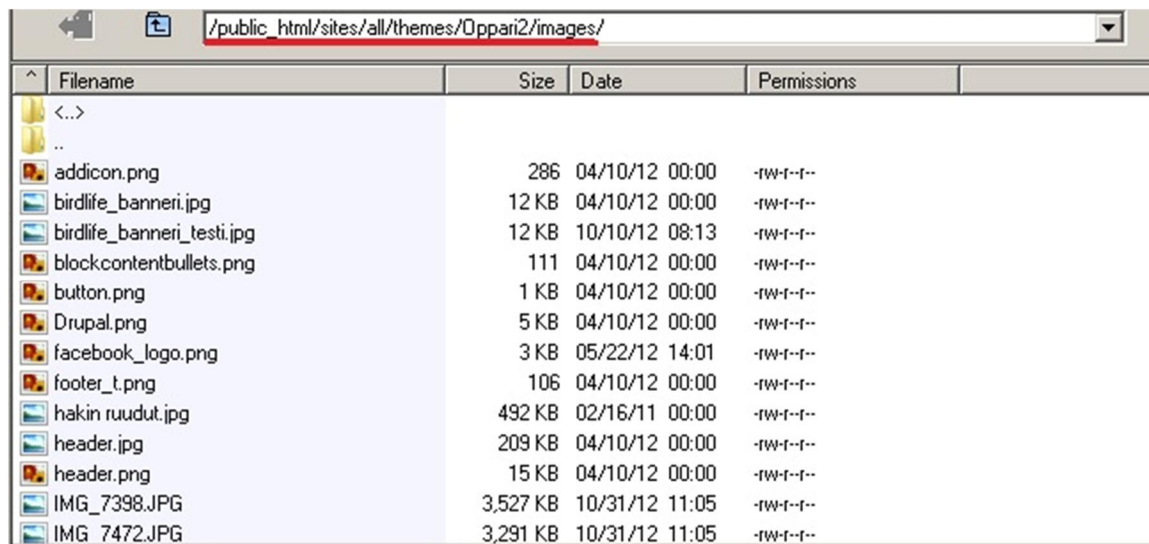 /public_html/sites/all/themes/Oppari2/images/
^ Filename Size Date Permissions
<..>
..
addicon.png 286 04/10/12 00:00 -rw-r--r--
birdlife_banneri.jpg 12 KB 04/10/12 00:00 -rw-r--r--
birdlife_banneri_testi.jpg 12 KB 10/10/12 08:13 -rw-r--r--
blockcontentbullets.png 111 04/10/12 00:00 -rw-r--r--
button.png 1 KB 04/10/12 00:00 -rw-r--r--
Drupal.png 5 KB 04/10/12 00:00 -rw-r--r--
facebook_logo.png 3 KB 05/22/12 14:01 -rw-r--r--
footer_t.png 106 04/10/12 00:00 -rw-r--r--
hakin ruudut.jpg 492 KB 02/16/11 00:00 -rw-r--r--
header.jpg 209 KB 04/10/12 00:00 -rw-r--r--
header.png 15 KB 04/10/12 00:00 -rw-r--r--
IMG_7398.JPG 3,527 KB 10/31/12 11:05 -rw-r--r--
IMG_7472.JPG 3,291 KB 10/31/12 11:05 -rw-r--r--